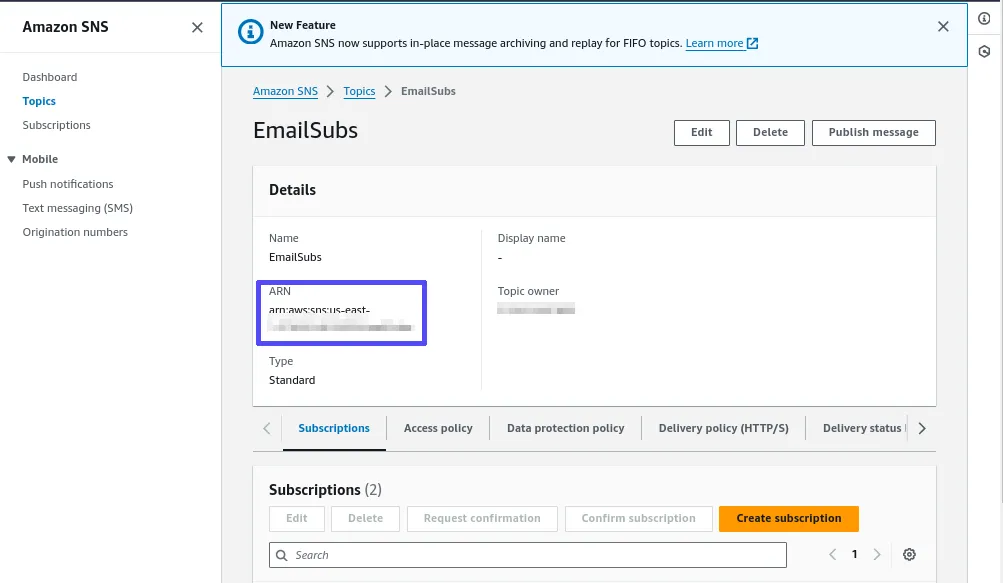 Amazon SNS
New Feature
Amazon SNS now supports in-place message archiving and replay for FIFO topics. Learn more
Dashboard
Topics
Subscriptions
Mobile
Push notifications
Text messaging (SMS)
Origination numbers
Amazon SNS
Topics
EmailSubs
EmailSubs
Edit
Delete
Publish message
Details
Name
EmailSubs
ARN
arn:aws:sns:us-east-
Type
Standard
Display name
-
Topic owner
Subscriptions
Access policy
Data protection policy
Delivery policy (HTTP/S)
Delivery status
Subscriptions (2)
Edit
Delete
Request confirmation
Confirm subscription
Create subscription
Search
1